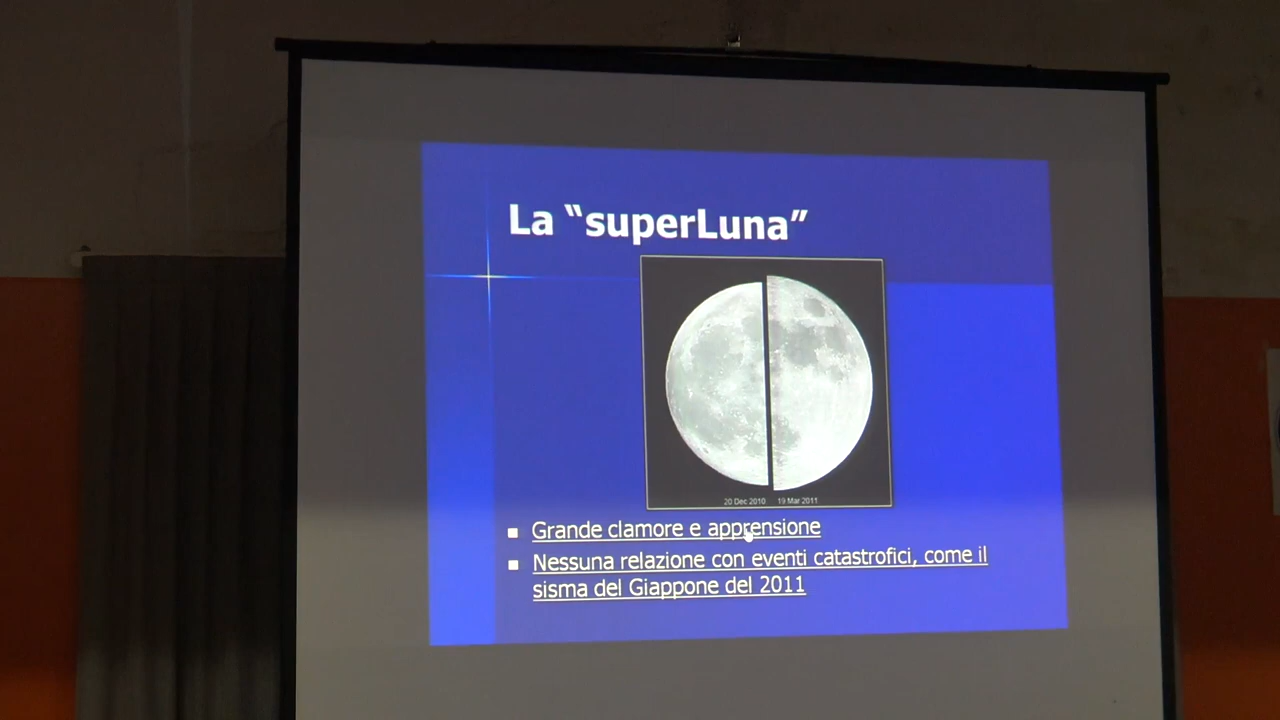 La “superLuna”
20 Dec 2010 19 Mar 2011
Grande clamore e apprensione
Nessuna relazione con eventi catastrofici, come il
sisma del Giappone del 2011